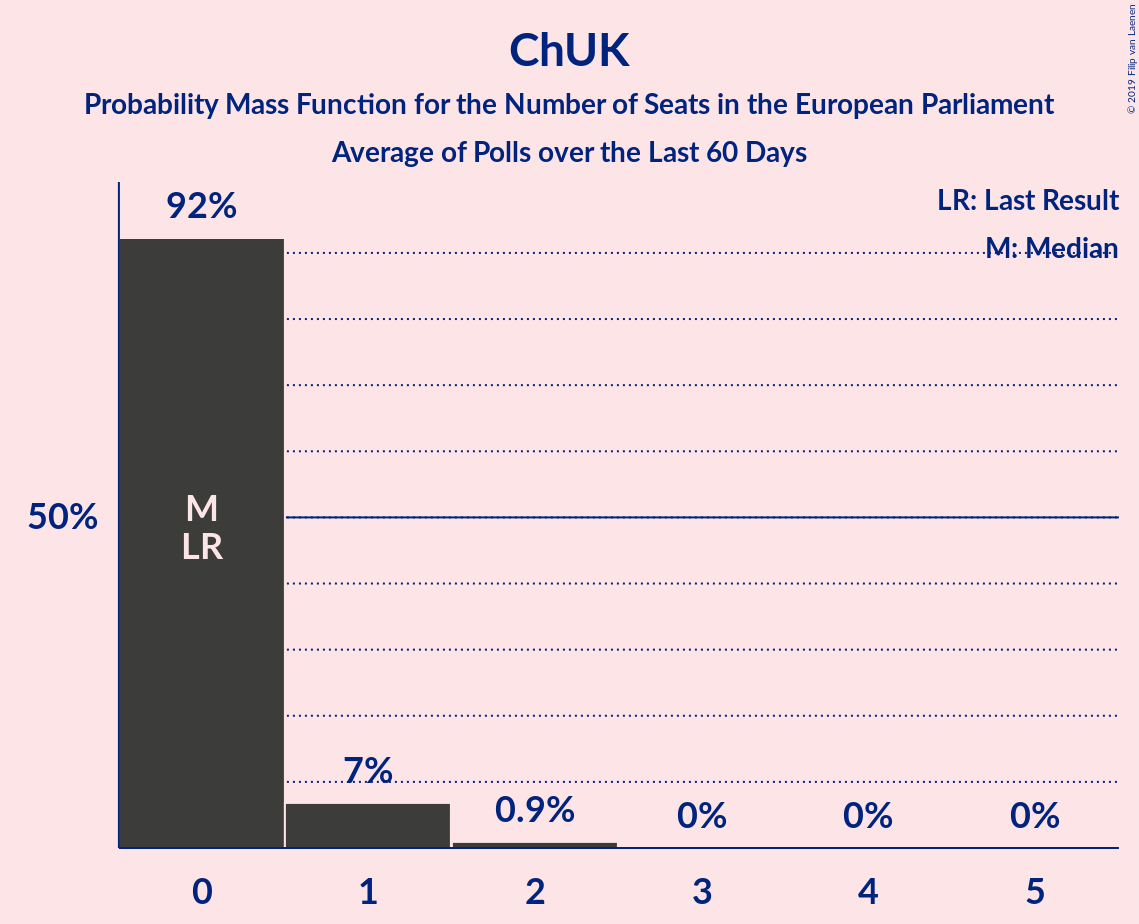 ChUK
Probability Mass Function for the Number of Seats in the European Parliament
Average of Polls over the Last 60 Days
© 2019 Filip van Laenen
LR: Last Result
M: Median
92%
50%
M
LR
7%
0.9%
0%
0%
0%
0
1
2
3
4
5